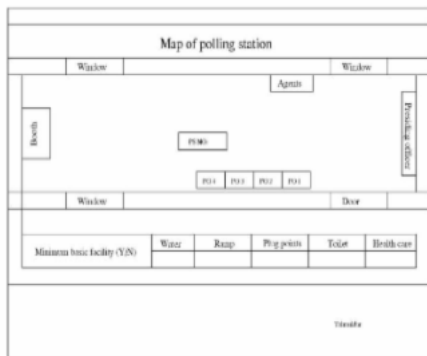 Map of polling station
Window Window
Agents
Booth
Presiding officer
PO4 PO3 PO2 PO1
Window Door
Minimum basic facility (Y/N) Water Ramp Plug points Toilet Health care